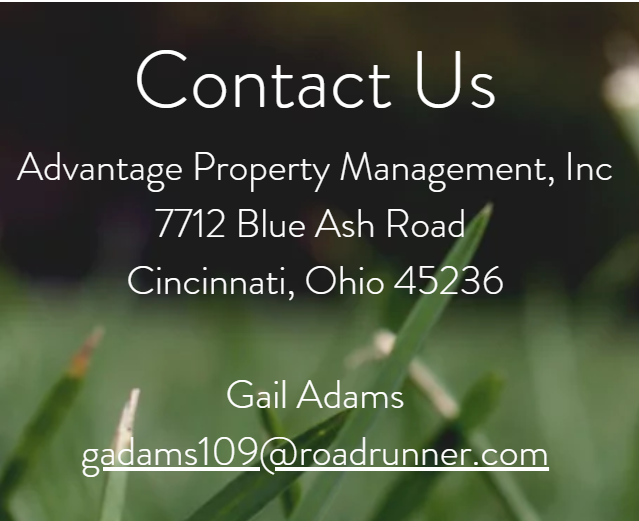 Contact Us
Advantage Property Management, Inc
7712 Blue Ash Road
Cincinnati, Ohio 45236
Gail Adams
gadams109@roadrunner.com